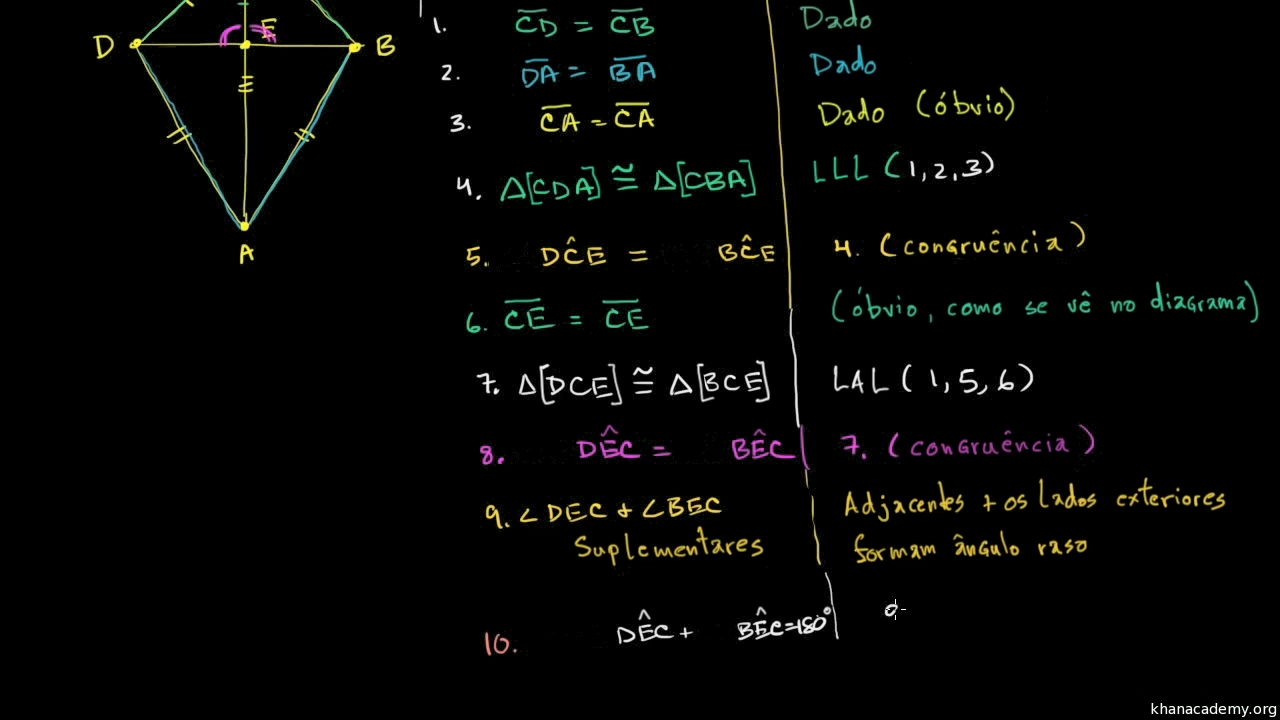 1. CD = CB Dado
D E B
2. DA = BA Dado
3. CA = CA Dado (óbvio)
4. Δ[CDA] ≅ Δ[CBA] LLL (1,2,3)
A
5. DĈE = BĈE 4. (congruência)
6. CE = CE (óbvio, como se vê no diagrama)
7. Δ[DCE] ≅ Δ[BCE] LAL (1,5,6)
8. DÊC = BÊC 7. (congruência)
9. ∠DEC + ∠BEC Adjacentes + os lados exteriores
Suplementares formam ângulo raso
10. DÊC + BÊC=180°
khanacademy.org